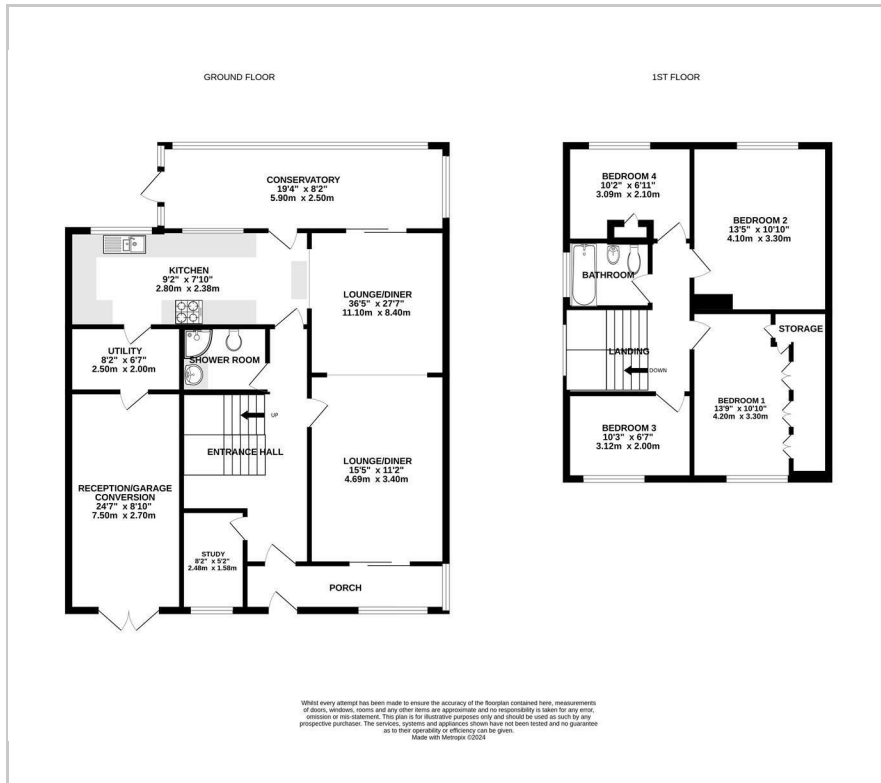 GROUND FLOOR
CONSERVATORY
19'4" x 8'2"
5.90m x 2.50m
KITCHEN
9'2" x 7'10"
2.80m x 2.38m
LOUNGE/DINER
36'5" x 27'7"
11.10m x 8.40m
UTILITY
8'2" x 6'7"
2.50m x 2.00m
SHOWER ROOM
UP
ENTRANCE HALL
LOUNGE/DINER
15'5" x 11'2"
4.69m x 3.40m
RECEPTION/GARAGE
CONVERSION
24'7" x 8'10"
7.50m x 2.70m
STUDY
8'2" x 5'2"
2.48m x 1.58m
PORCH
1ST FLOOR
BEDROOM 4
10'2" x 6'11"
3.09m x 2.10m
BEDROOM 2
13'5" x 10'10"
4.10m x 3.30m
BATHROOM
STORAGE
LANDING
DOWN
BEDROOM 1
13'9" x 10'10"
4.20m x 3.30m
BEDROOM 3
10'3" x 6'7"
3.12m x 2.00m
Whilst every attempt has been made to ensure the accuracy of the floorplan contained here, measurements
of doors, windows, rooms and any other items are approximate and no responsibility is taken for any error,
omission or mis-statement. This plan is for illustrative purposes only and should be used as such by any
prospective purchaser. The services, systems and appliances shown have not been tested and no guarantee
as to their operability or efficiency can be given.
Made with Metropix ©2024